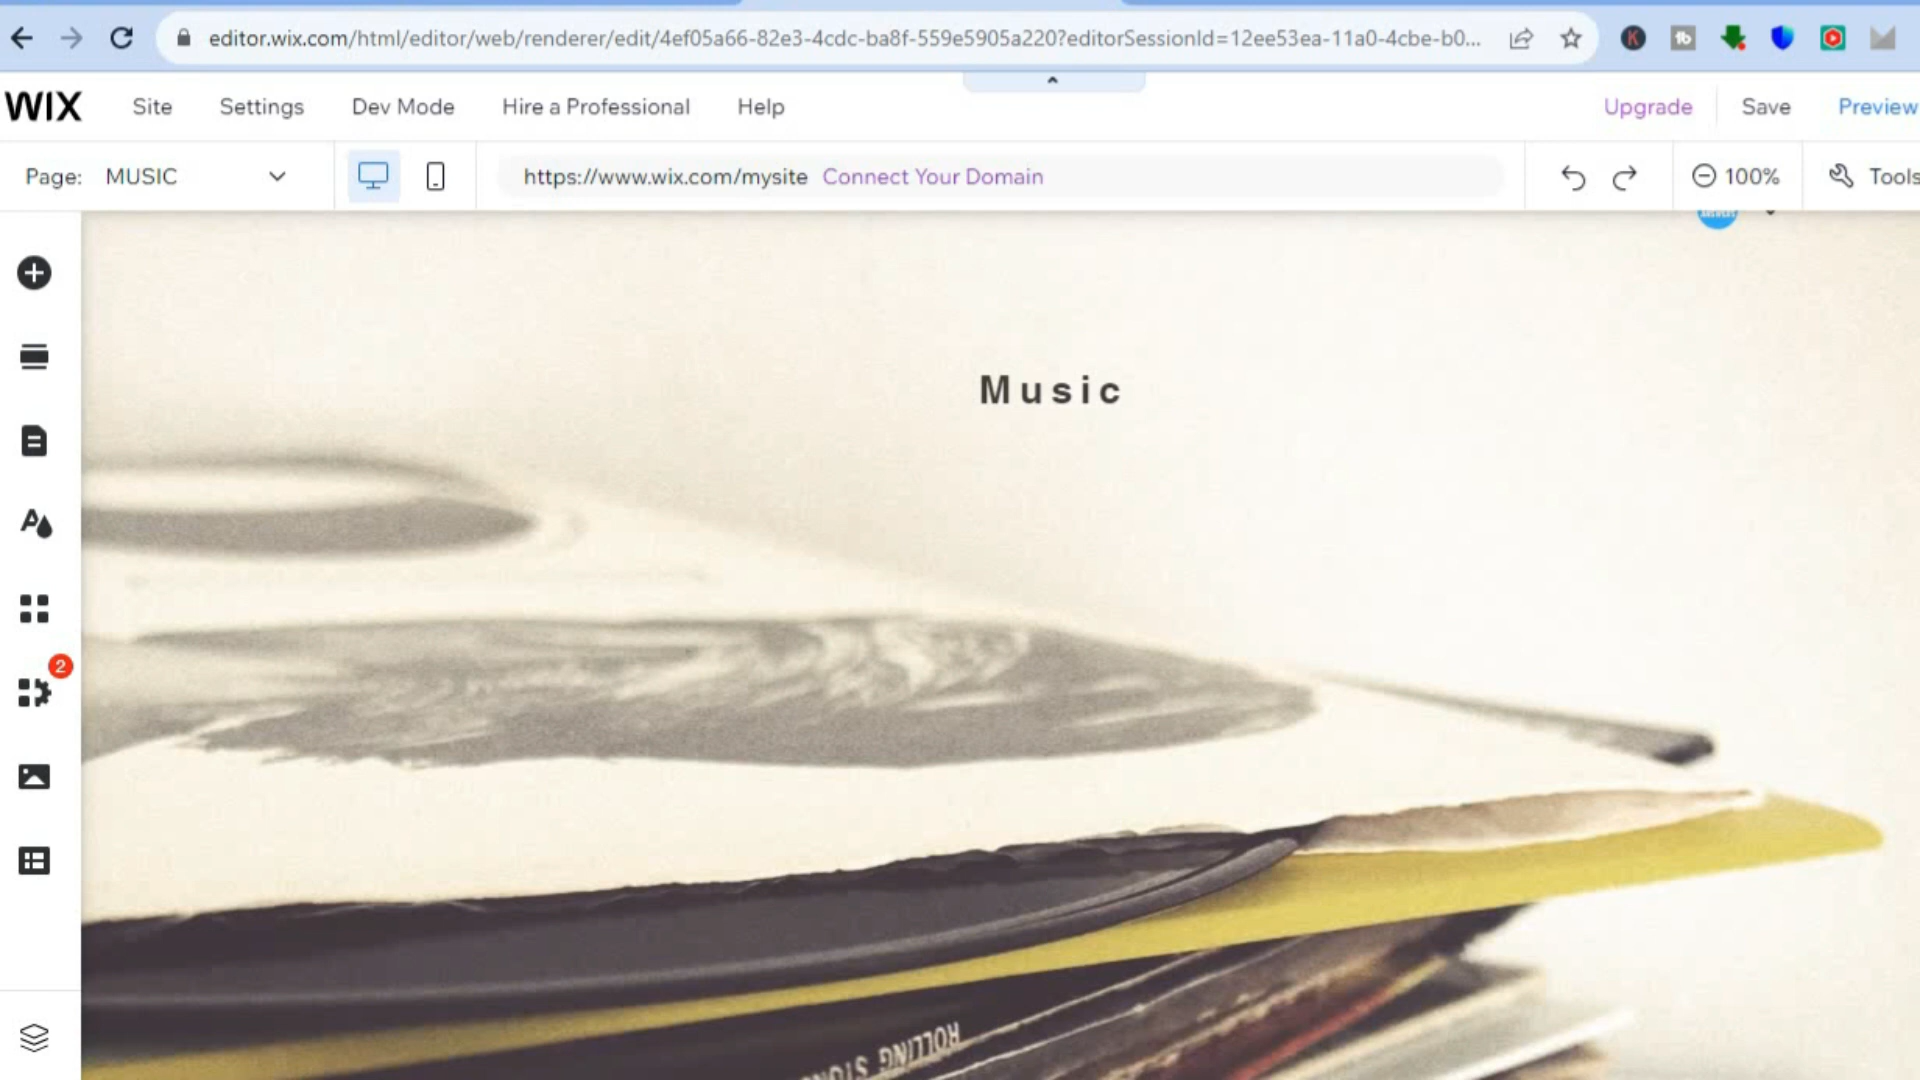 editor.wix.com/html/editor/web/renderer/edit/4ef05a66-82e3-4cdc-ba8f-559e5905a220?editorSessionId=12ee53ea-11a0-4cbe-b0...
K
tb
WIX
Site
Settings
Dev Mode
Hire a Professional
Help
Upgrade
Save
Preview
Page:
MUSIC
https://www.wix.com/mysite
Connect Your Domain
100%
Tools
Music
2
ROLLING